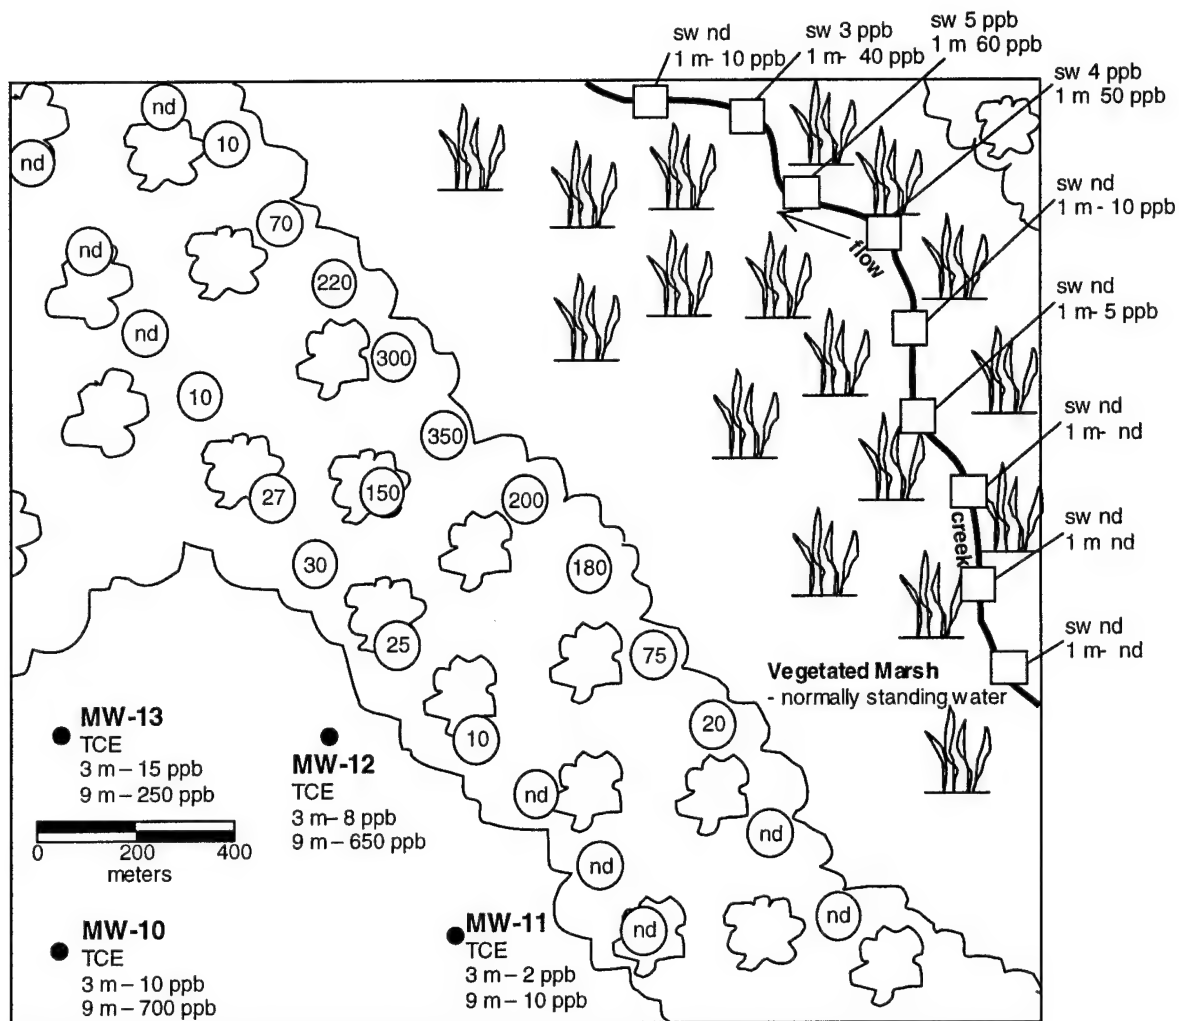 sw nd
1 m- 10 ppb
sw 3 ppb
1 m- 40 ppb
sw 5 ppb
1 m 60 ppb
sw 4 ppb
1 m 50 ppb
sw nd
1 m - 10 ppb
sw nd
1 m- 5 ppb
sw nd
1 m- nd
sw nd
1 m nd
sw nd
1 m- nd
flow
creek
nd
nd
10
70
nd
220
nd
300
10
350
27
150
200
30
180
25
75
10
20
nd
nd
nd
nd
nd
Vegetated Marsh
- normally standing water
MW-13
TCE
3 m – 15 ppb
9 m – 250 ppb
MW-12
TCE
3 m – 8 ppb
9 m – 650 ppb
0 200 400
meters
MW-10
TCE
3 m – 10 ppb
9 m – 700 ppb
MW-11
TCE
3 m – 2 ppb
9 m – 10 ppb